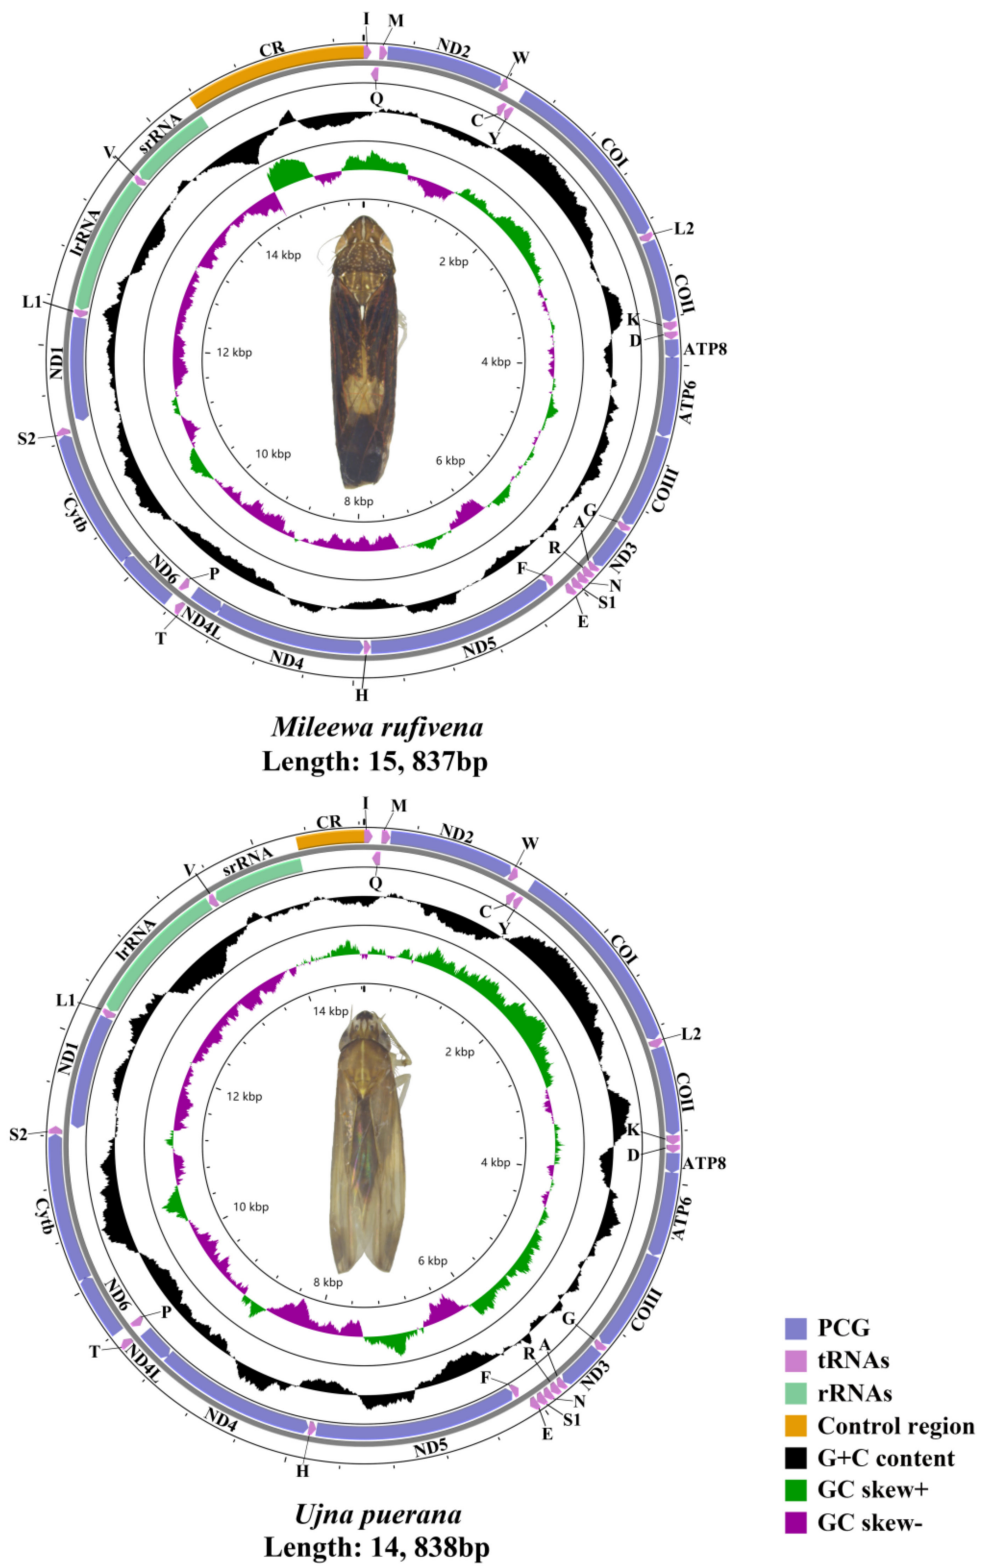 I
M
CR
ND2
W
Q
C
Y
srRNA
V
COI
lrRNA
L2
14 kbp
2 kbp
COII
L1
K
D
ATP8
12 kbp
4 kbp
ND1
ATP6
S2
COIII
10 kbp
6 kbp
8 kbp
Cytb
G
A
R
ND3
F
N
S1
E
ND6
P
T
ND4L
ND4
ND5
H
Mileewa rufivena
Length: 15, 837bp
I
M
CR
ND2
W
Q
C
Y
srRNA
V
COI
lrRNA
L1
L2
14 kbp
2 kbp
ND1
COII
12 kbp
K
D
ATP8
S2
4 kbp
ATP6
Cytb
10 kbp
6 kbp
8 kbp
COIII
ND6
P
G
A
R
ND3
T
ND4L
F
N
S1
E
ND4
ND5
H
Ujna puerana
Length: 14, 838bp
PCG
tRNAs
rRNAs
Control region
G+C content
GC skew+
GC skew-